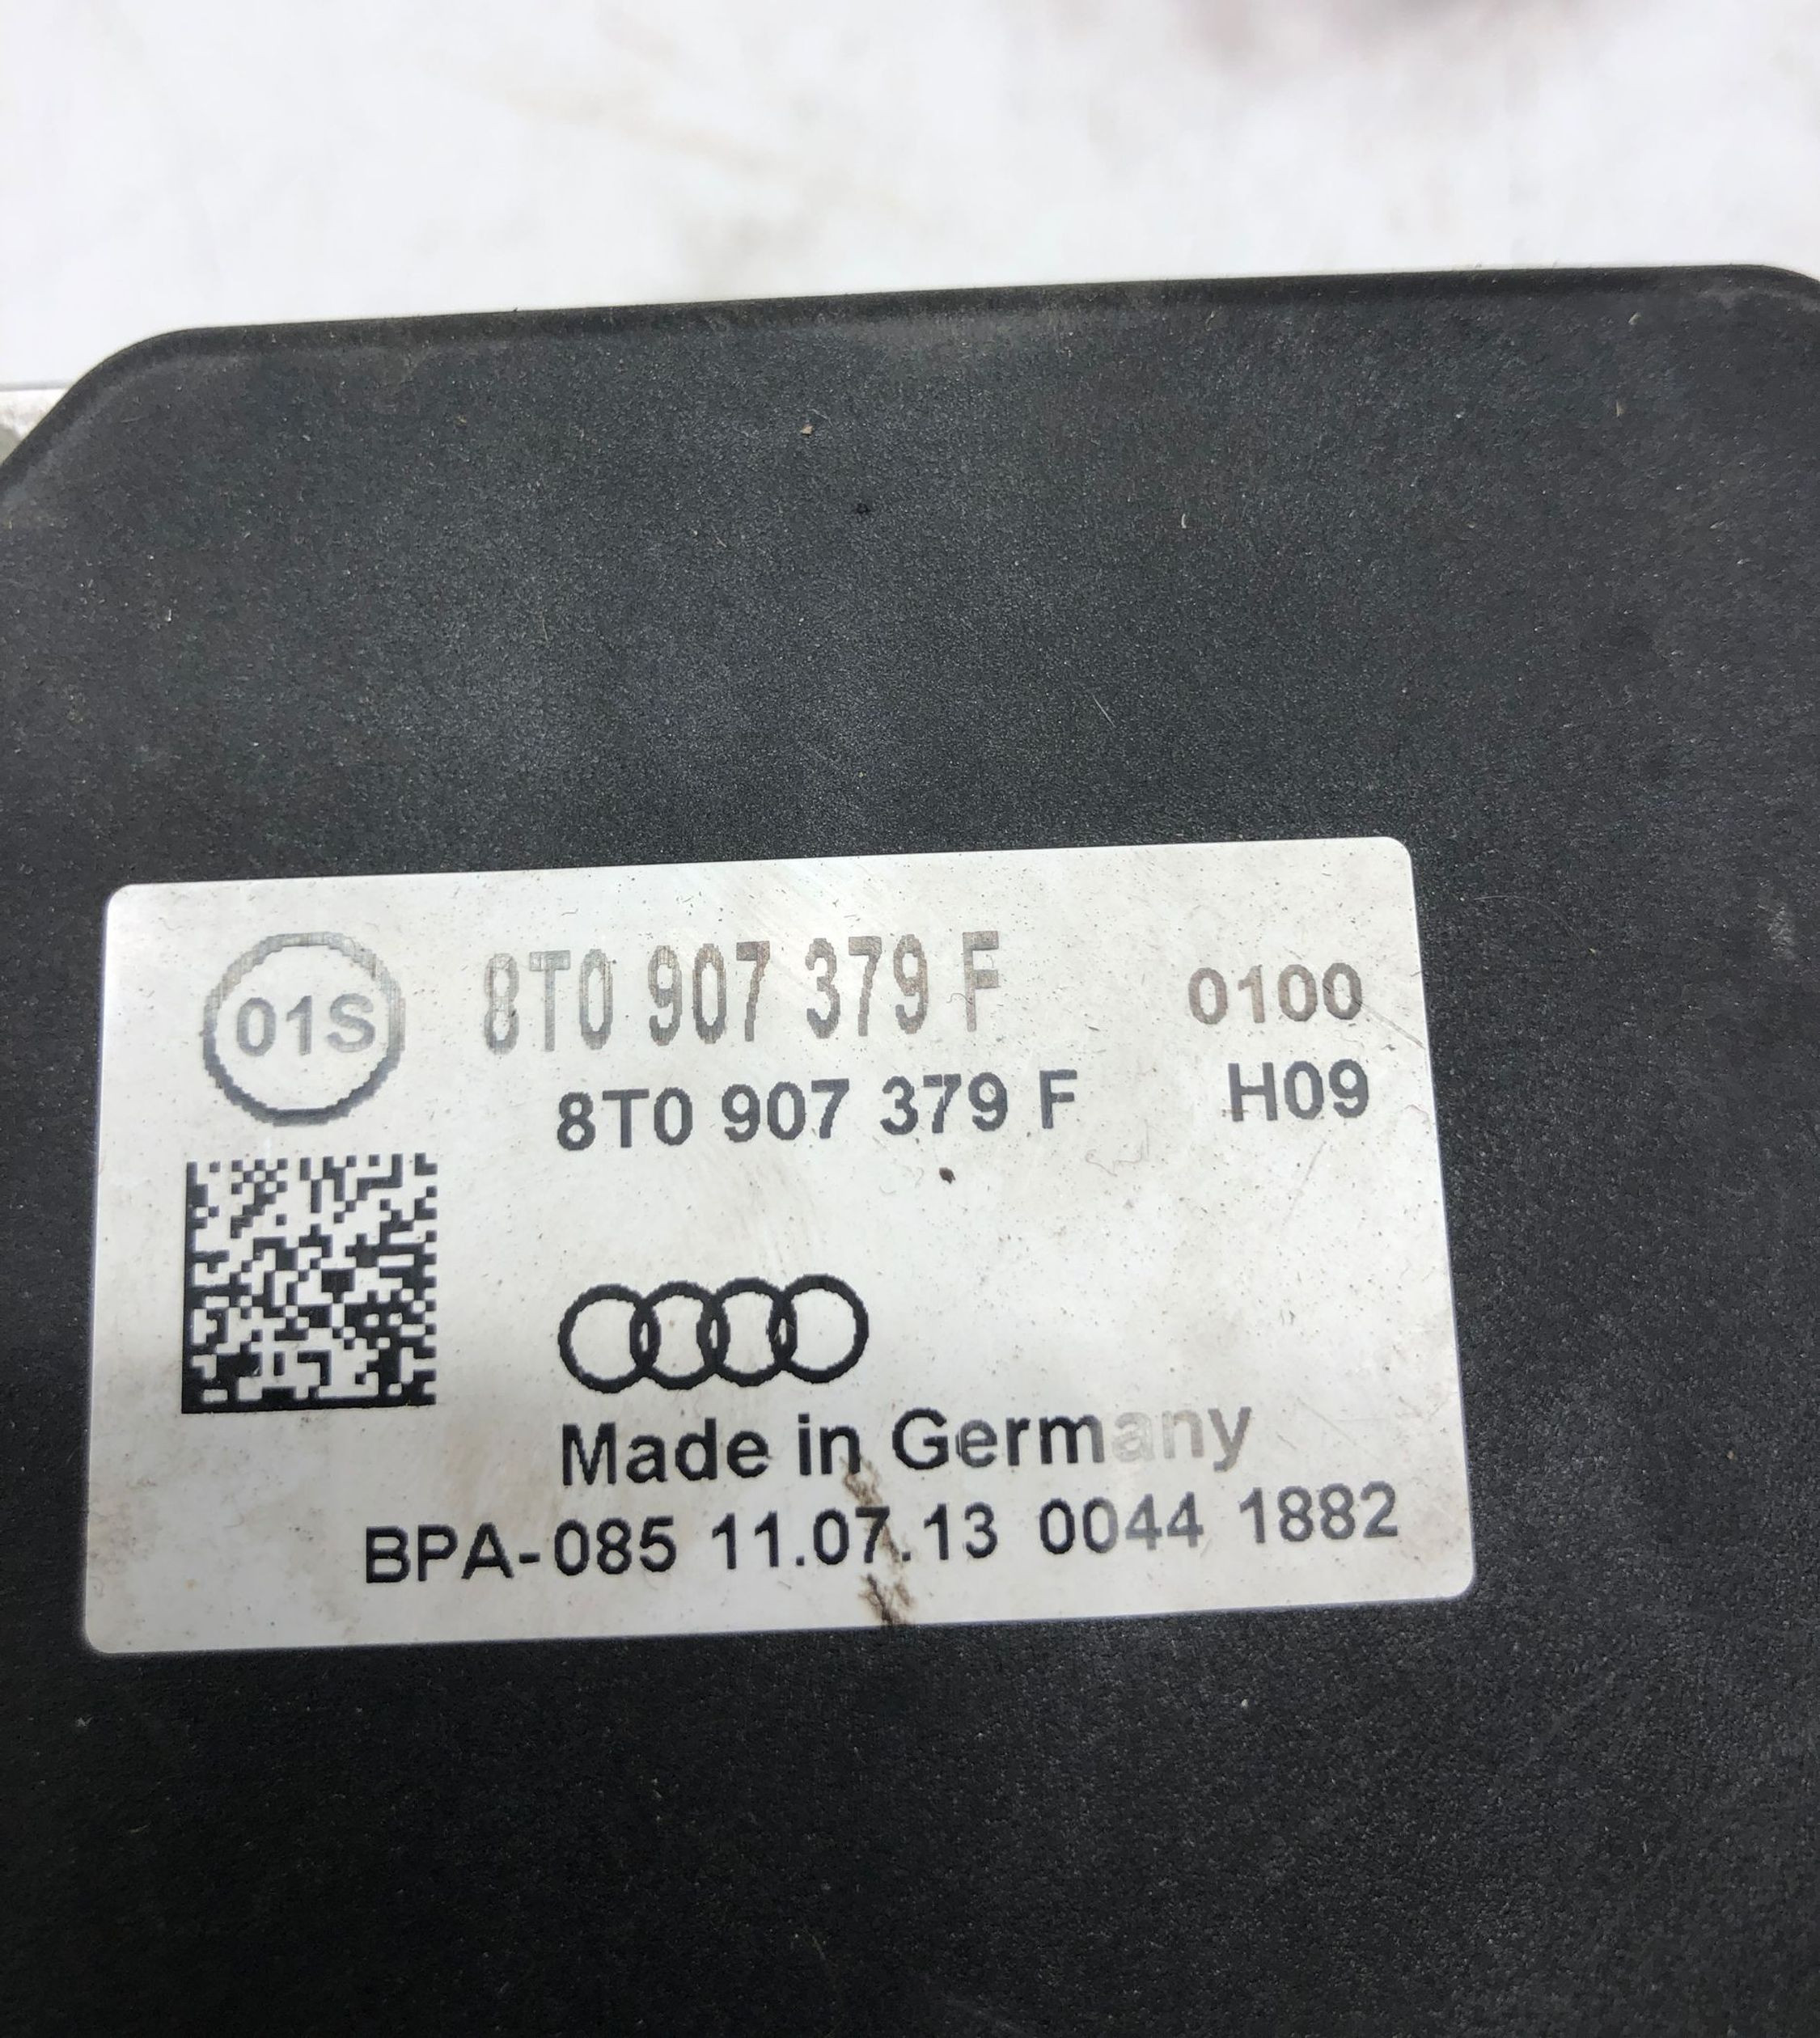 01S 8T0 907 379 F 0100
8T0 907 379 F H09
Made in Germany
BPA-085 11.07.13 0044 1882